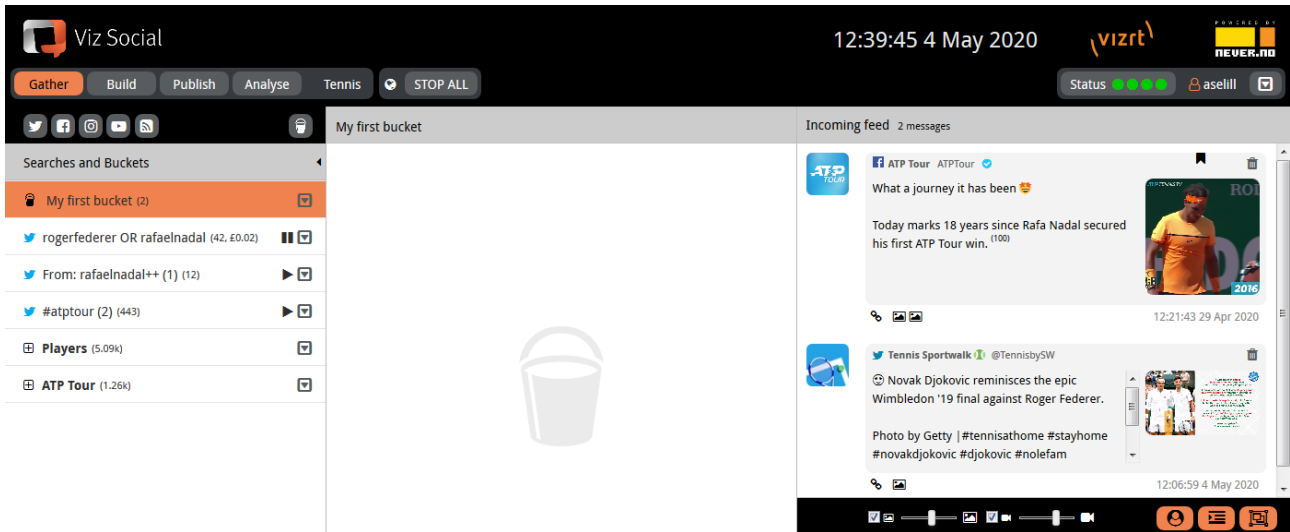 Viz Social
12:39:45 4 May 2020
vizrt
POWERED BY
NEVER.NO
Gather
Build
Publish
Analyse
Tennis
STOP ALL
Status
aselill
Searches and Buckets
My first bucket (2)
rogerfederer OR rafaelnadal (42, £0.02)
From: rafaelnadal++ (1) (12)
#atptour (2) (443)
Players (5.09k)
ATP Tour (1.26k)
My first bucket
Incoming feed 2 messages
ATP TOUR
ATP Tour ATPTour
What a journey it has been 🤩
Today marks 18 years since Rafa Nadal secured
his first ATP Tour win. (100)
2016
12:21:43 29 Apr 2020
Tennis Sportwalk @TennisbySW
Novak Djokovic reminisces the epic
Wimbledon '19 final against Roger Federer.
Photo by Getty |#tennisathome #stayhome
#novakdjokovic #djokovic #nolefam
12:06:59 4 May 2020